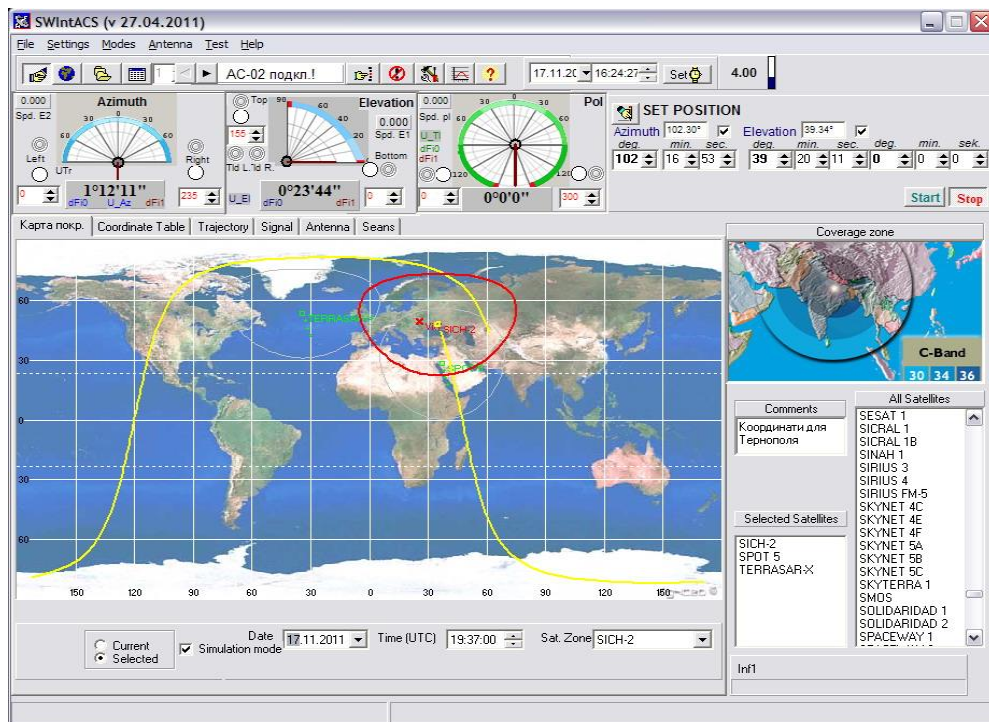 SWIntACS (v 27.04.2011)
File Settings Modes Antenna Test Help
1 АС-02 подкл.! ? 17.11.20 16:24:27 Set 4.00
0.000 Azimuth
Spd. E2
30 0 30
60 60
Left Right
UTr
0 1°12'11" 235
dFi0 U_Az dFi1
Top 90 60 Elevation
0.000
40
Spd. E1
155 20
Bottom
Tld L. Tld R.
0°23'44"
U_El dFi0 dFi1 0
0.000 30 0 30 Pol
Spd. pl 60 60
U_Tl
dFi0
dFi1
120 120
0 0°0'0" 300
SET POSITION
Azimuth 102.30° Elevation 39.34°
deg. min. sec. deg. min. sec. deg. min. sek.
102 16 53 39 20 11 0 0 0
Start Stop
Карта покр. Coordinate Table Trajectory Signal Antenna Seans
60
30
0
30
60
150 120 90 60 30 0 30 60 90 120 150
SICH-2
Coverage zone
C-Band
30 34 36
Comments
Координати для
Тернополя
Selected Satellites
SICH-2
SPOT 5
TERRASAR-X
All Satellites
SESAT 1
SICRAL 1
SICRAL 1B
SINAH 1
SIRIUS 3
SIRIUS 4
SIRIUS FM-5
SKYNET 4C
SKYNET 4E
SKYNET 4F
SKYNET 5A
SKYNET 5B
SKYNET 5C
SKYTERRA 1
SMOS
SOLIDARIDAD 1
SOLIDARIDAD 2
SPACEWAY 1
Current
Selected
Simulation mode
Date 17.11.2011 Time (UTC) 19:37:00 Sat. Zone SICH-2
Inf1